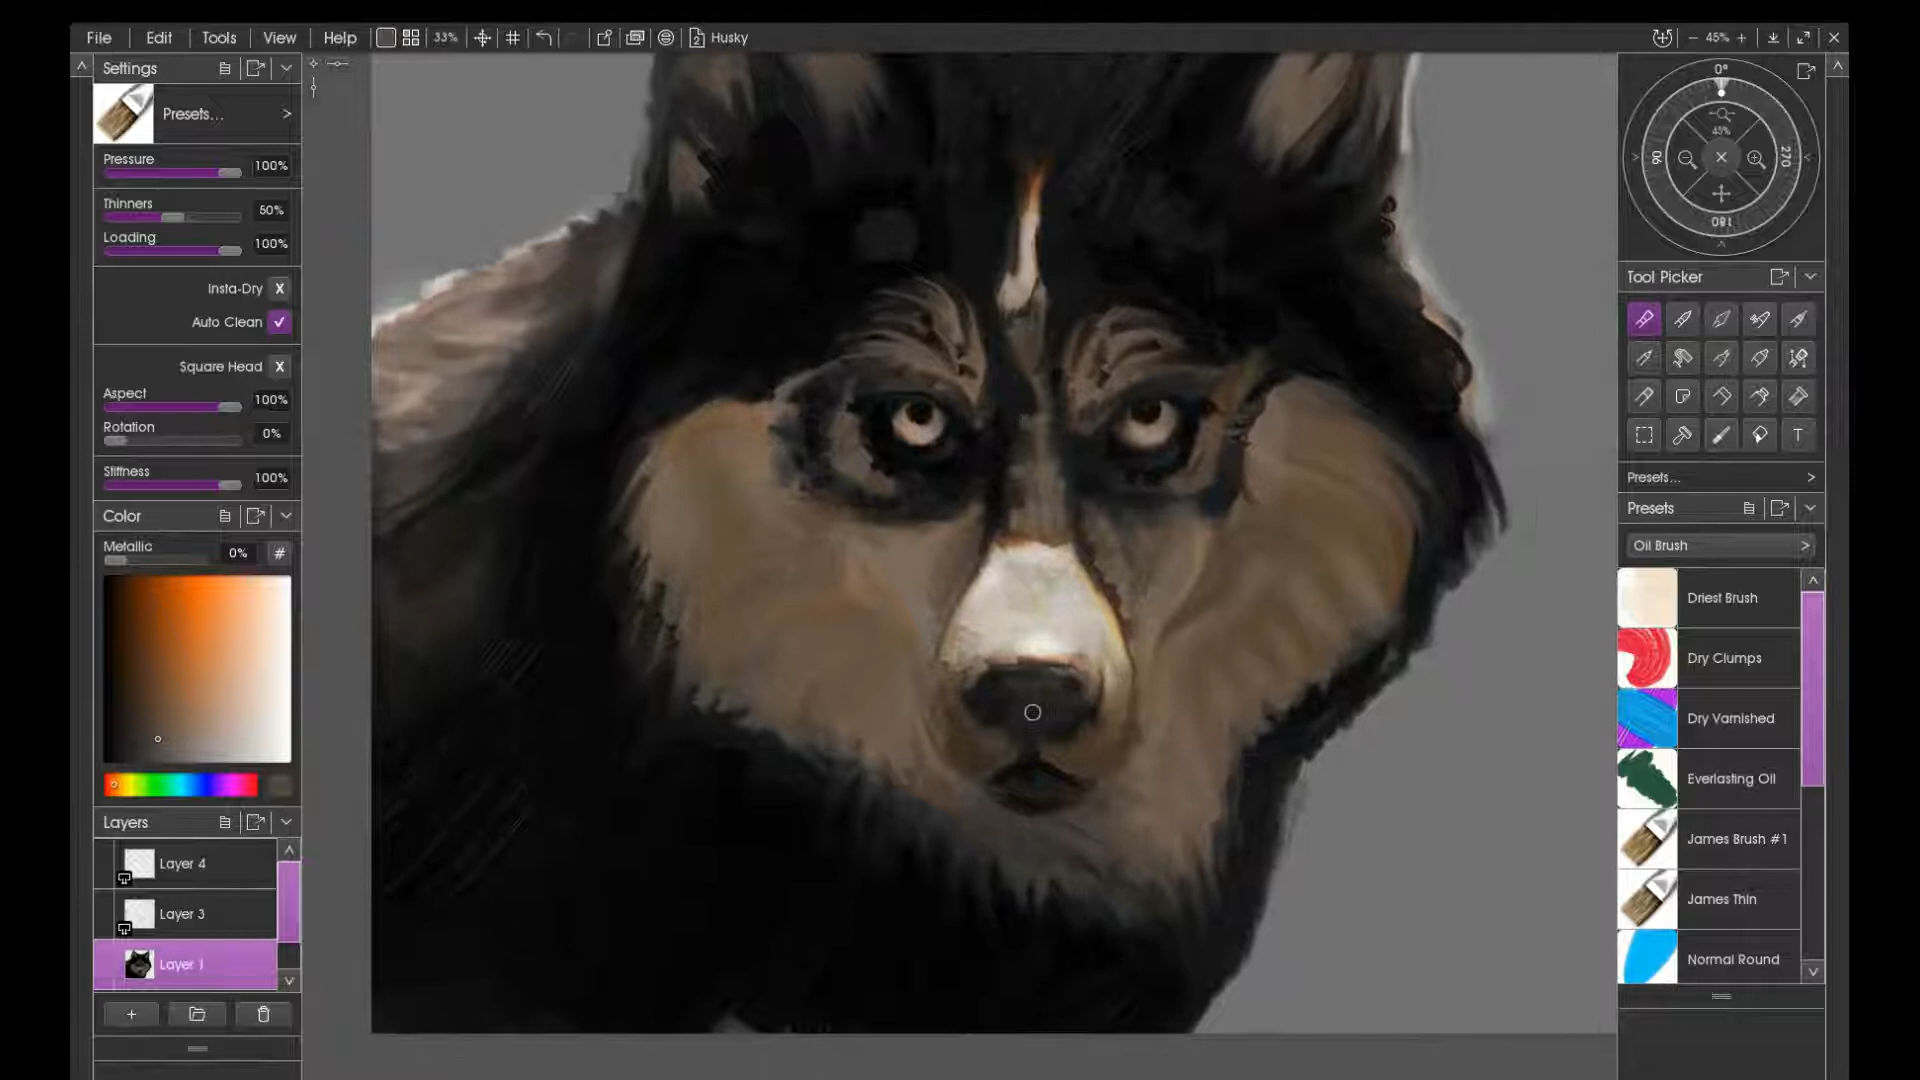 File Edit Tools View Help 33% Husky − 45% +
Settings
Presets... >
Pressure 100%
Thinners 50%
Loading 100%
Insta-Dry X
Auto Clean
Square Head X
Aspect 100%
Rotation 0%
Stiffness 100%
Color
Metallic 0% #
Layers
Layer 4
Layer 3
Layer 1
+
0°
45%
90
270
180
Tool Picker
T
Presets... >
Presets
Oil Brush >
Driest Brush
Dry Clumps
Dry Varnished
Everlasting Oil
James Brush #1
James Thin
Normal Round